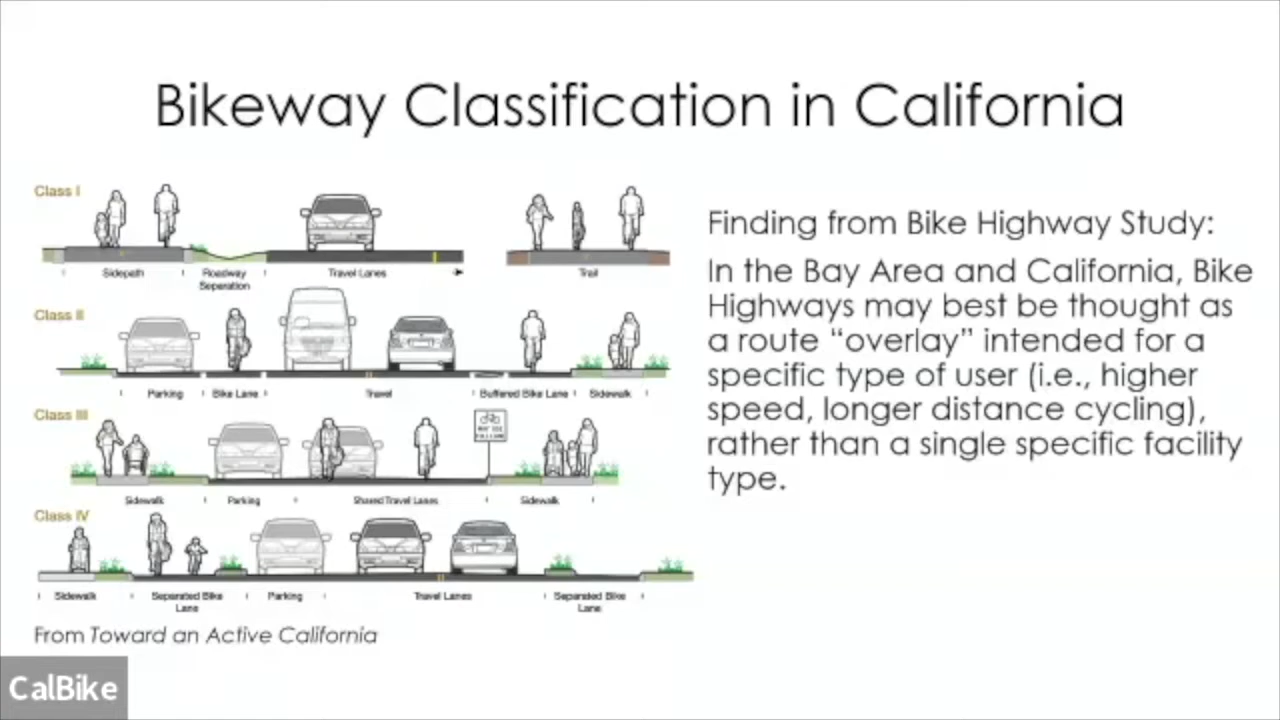 Bikeway Classification in California
Class I
Sidepath
Roadway
Separation
Travel Lanes
Trail
Class II
Parking
Bike Lane
Travel
Buffered Bike Lane
Sidewalk
Class III
MAY USE
FULL LANE
Sidewalk
Parking
Shared Travel Lanes
Sidewalk
Class IV
Sidewalk
Separated Bike
Lane
Parking
Travel Lanes
Separated Bike
Lane
From Toward an Active California
Finding from Bike Highway Study:
In the Bay Area and California, Bike
Highways may best be thought as
a route “overlay” intended for a
specific type of user (i.e., higher
speed, longer distance cycling),
rather than a single specific facility
type.
CalBike